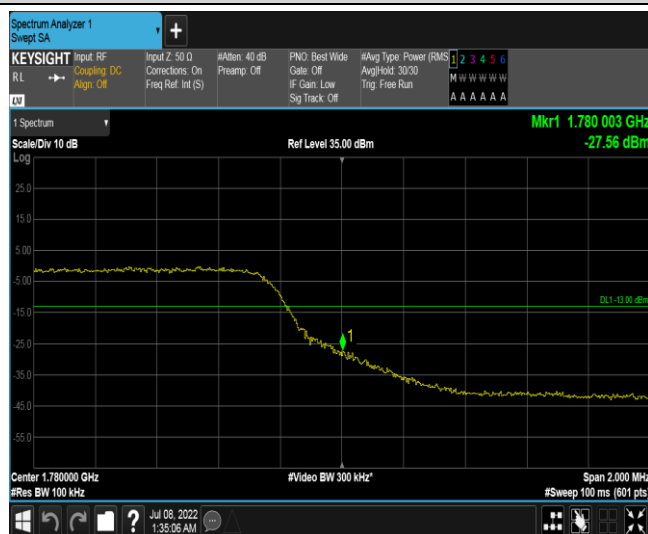 Spectrum Analyzer 1
Swept SA
+
KEYSIGHT
RL
LXI
Input: RF
Coupling: DC
Align: Off
Input Z: 50 Ω
Corrections: On
Freq Ref: Int (S)
#Atten: 40 dB
Preamp: Off
PNO: Best Wide
Gate: Off
IF Gain: Low
Sig Track: Off
#Avg Type: Power (RMS
Avg|Hold: 30/30
Trig: Free Run
1 2 3 4 5 6
M W W W W W
A A A A A A
1 Spectrum
Scale/Div 10 dB
Ref Level 35.00 dBm
Mkr1 1.780 003 GHz
-27.56 dBm
Log
25.0
15.0
5.00
-5.00
-15.0
-25.0
-35.0
-45.0
-55.0
DL1 -13.00 dBm
1
Center 1.780000 GHz
#Video BW 300 kHz*
Span 2.000 MHz
#Res BW 100 kHz
#Sweep 100 ms (601 pts)
?
Jul 08, 2022
1:35:06 AM